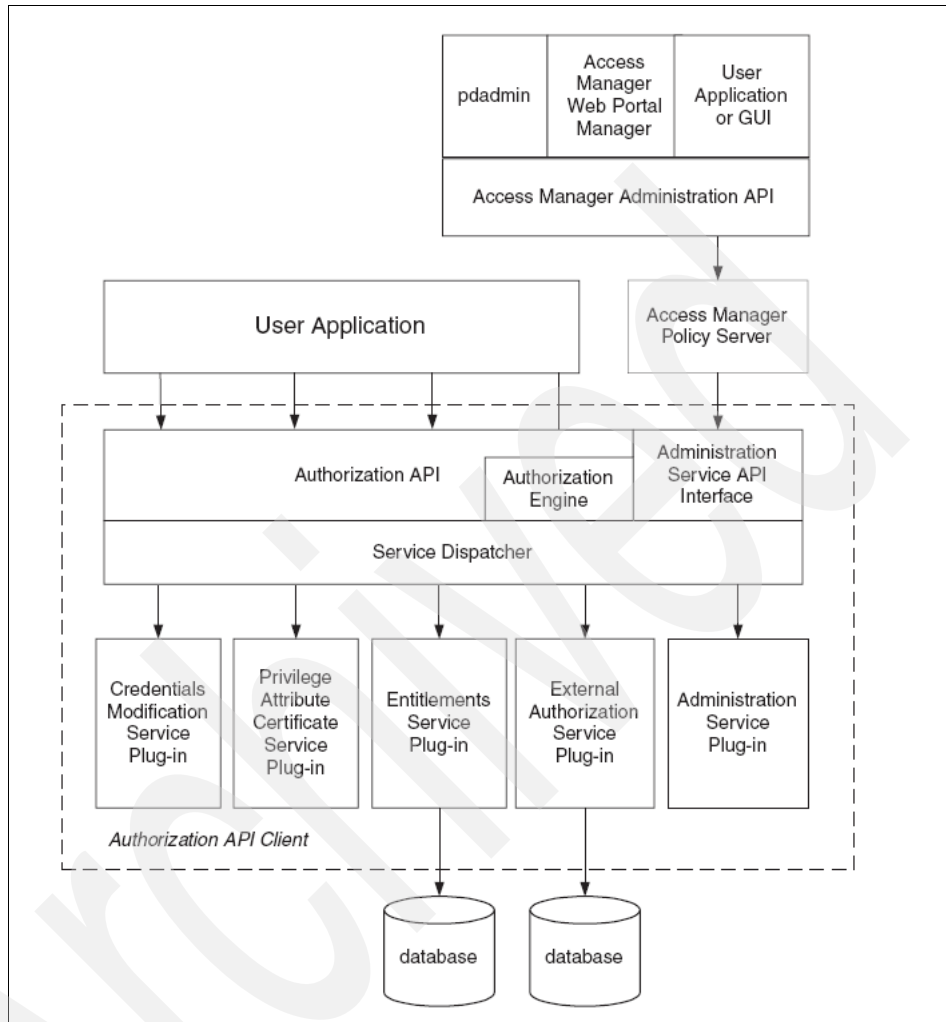 pdadmin
Access
Manager
Web Portal
Manager
User
Application
or GUI
Access Manager Administration API
User Application
Access Manager
Policy Server
Authorization API
Authorization
Engine
Administration
Service API
Interface
Service Dispatcher
Credentials
Modification
Service
Plug-in
Privilege
Attribute
Certificate
Service
Plug-in
Entitlements
Service
Plug-in
External
Authorization
Service
Plug-in
Administration
Service
Plug-in
Authorization API Client
database
database
Archived